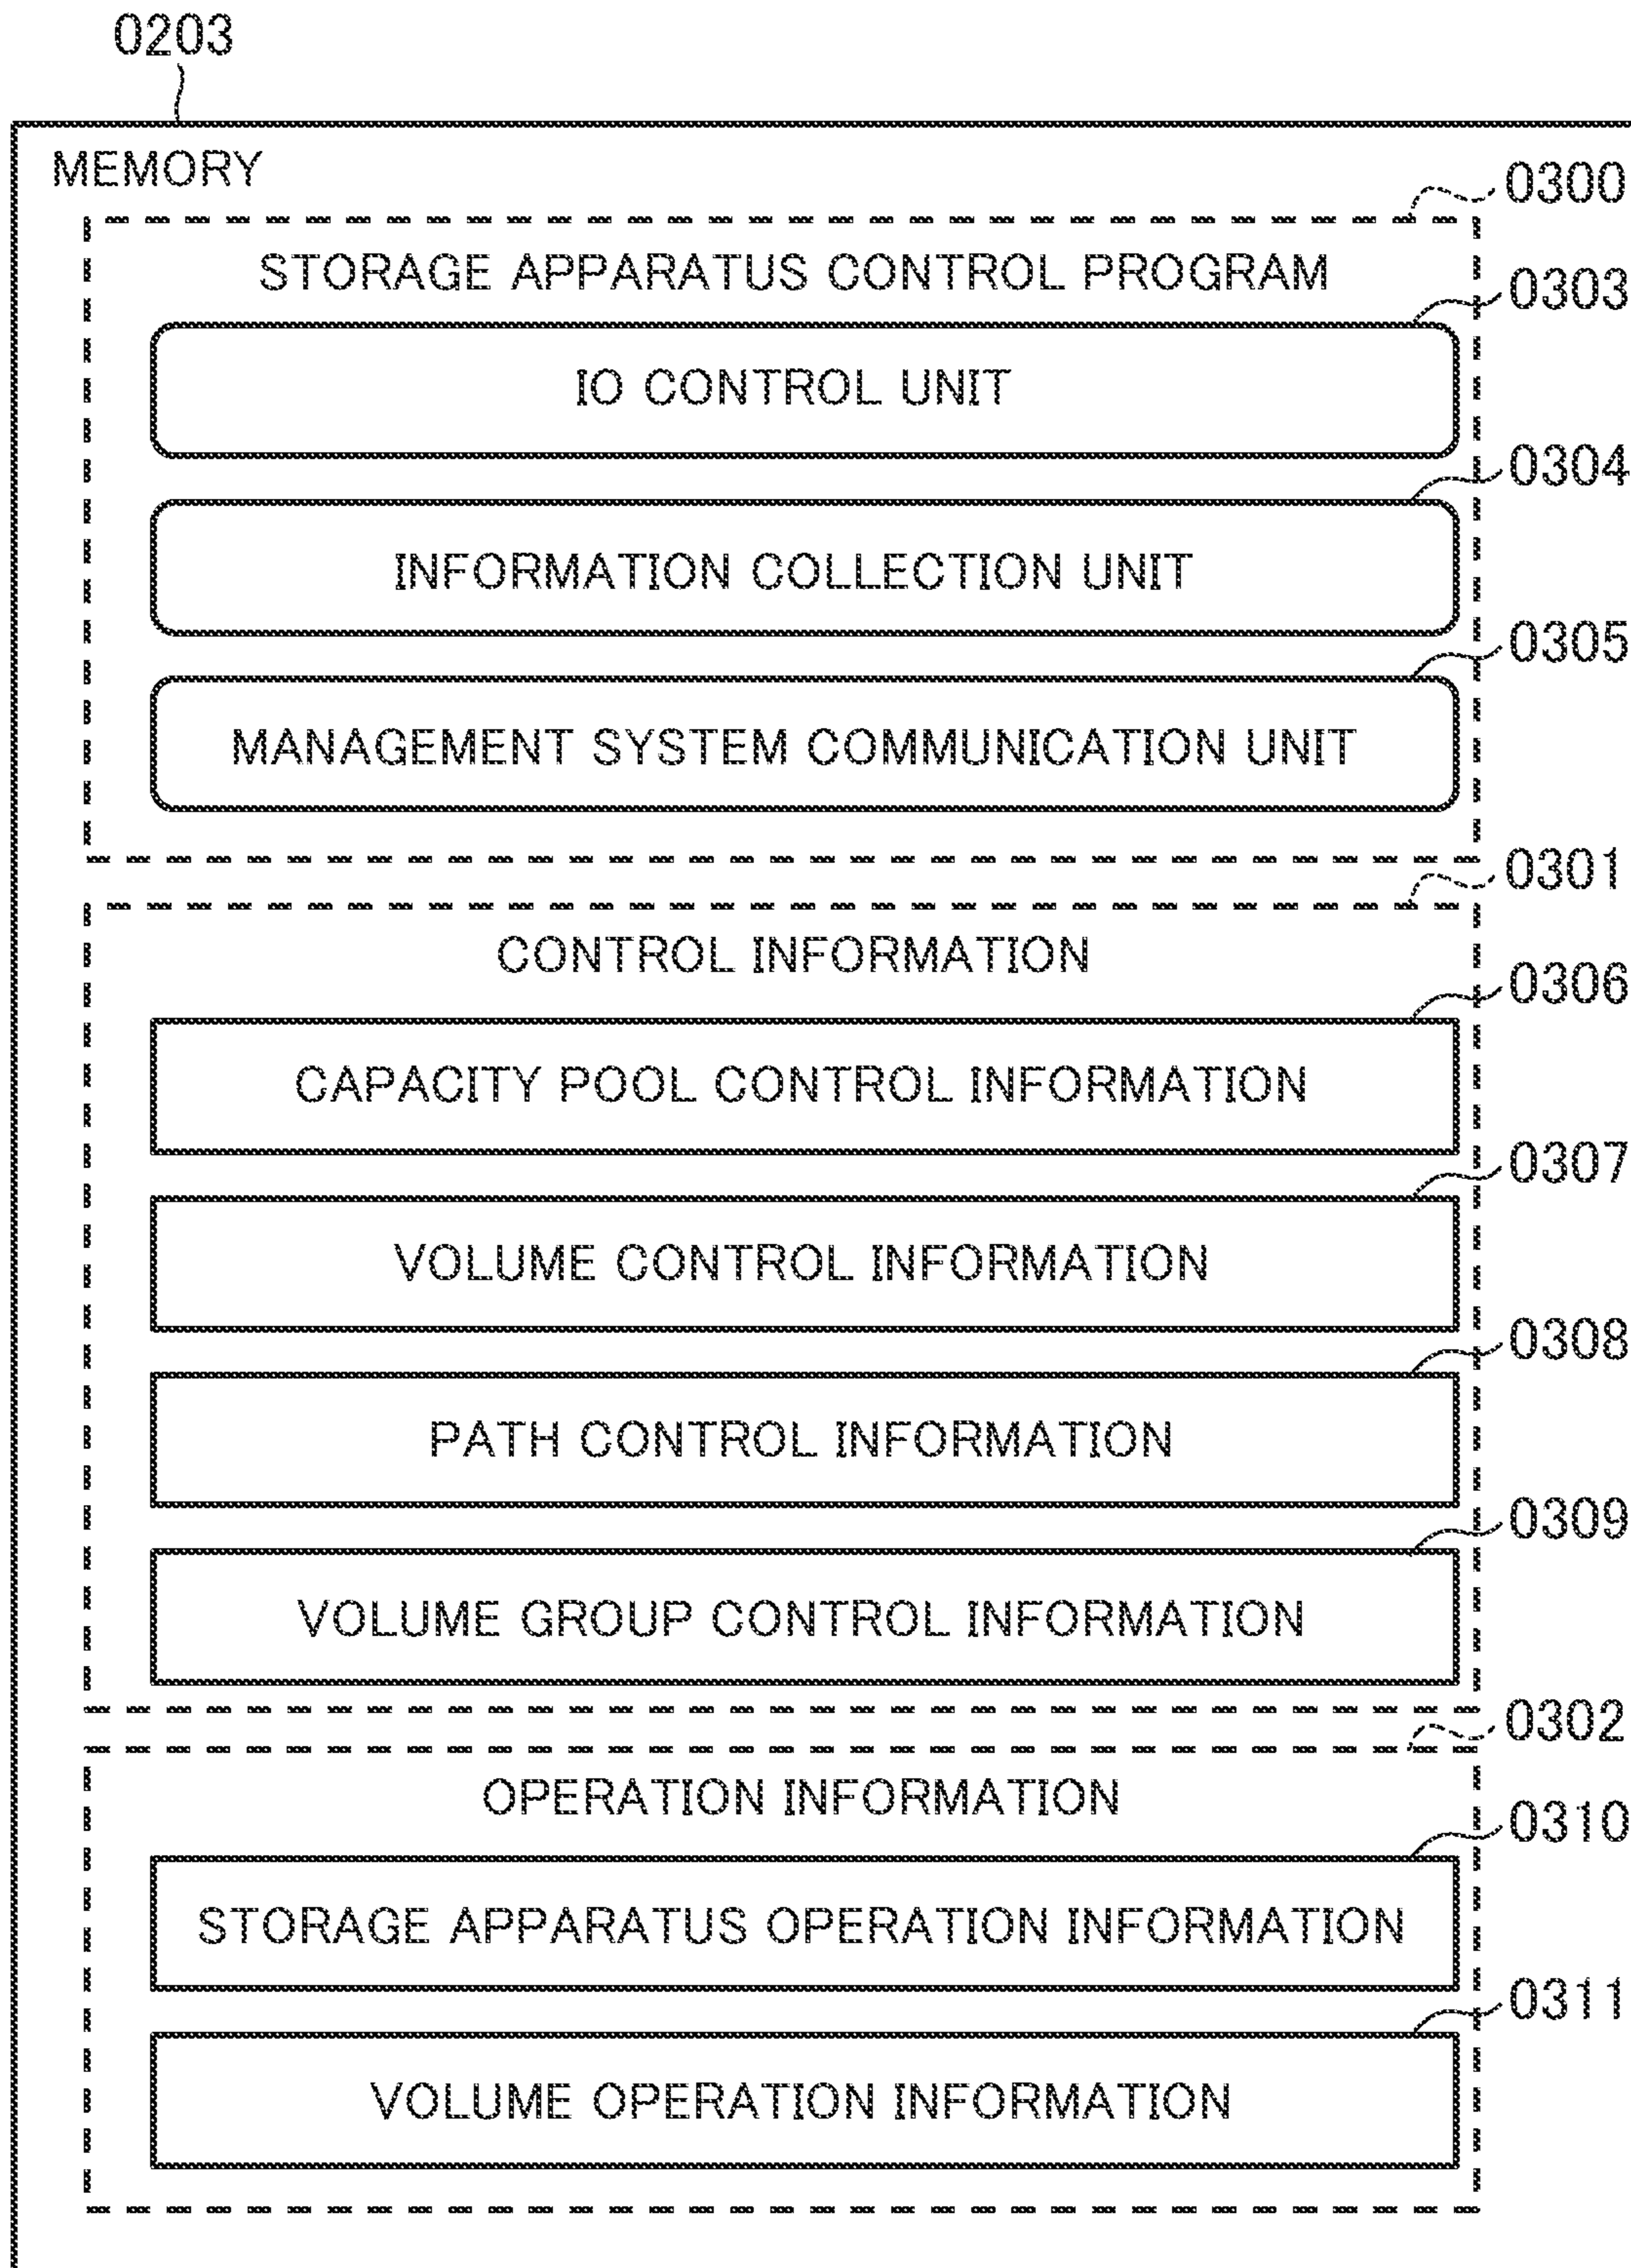 0203
MEMORY
0300
STORAGE APPARATUS CONTROL PROGRAM
0303
IO CONTROL UNIT
0304
INFORMATION COLLECTION UNIT
0305
MANAGEMENT SYSTEM COMMUNICATION UNIT
0301
CONTROL INFORMATION
0306
CAPACITY POOL CONTROL INFORMATION
0307
VOLUME CONTROL INFORMATION
0308
PATH CONTROL INFORMATION
0309
VOLUME GROUP CONTROL INFORMATION
0302
OPERATION INFORMATION
0310
STORAGE APPARATUS OPERATION INFORMATION
0311
VOLUME OPERATION INFORMATION